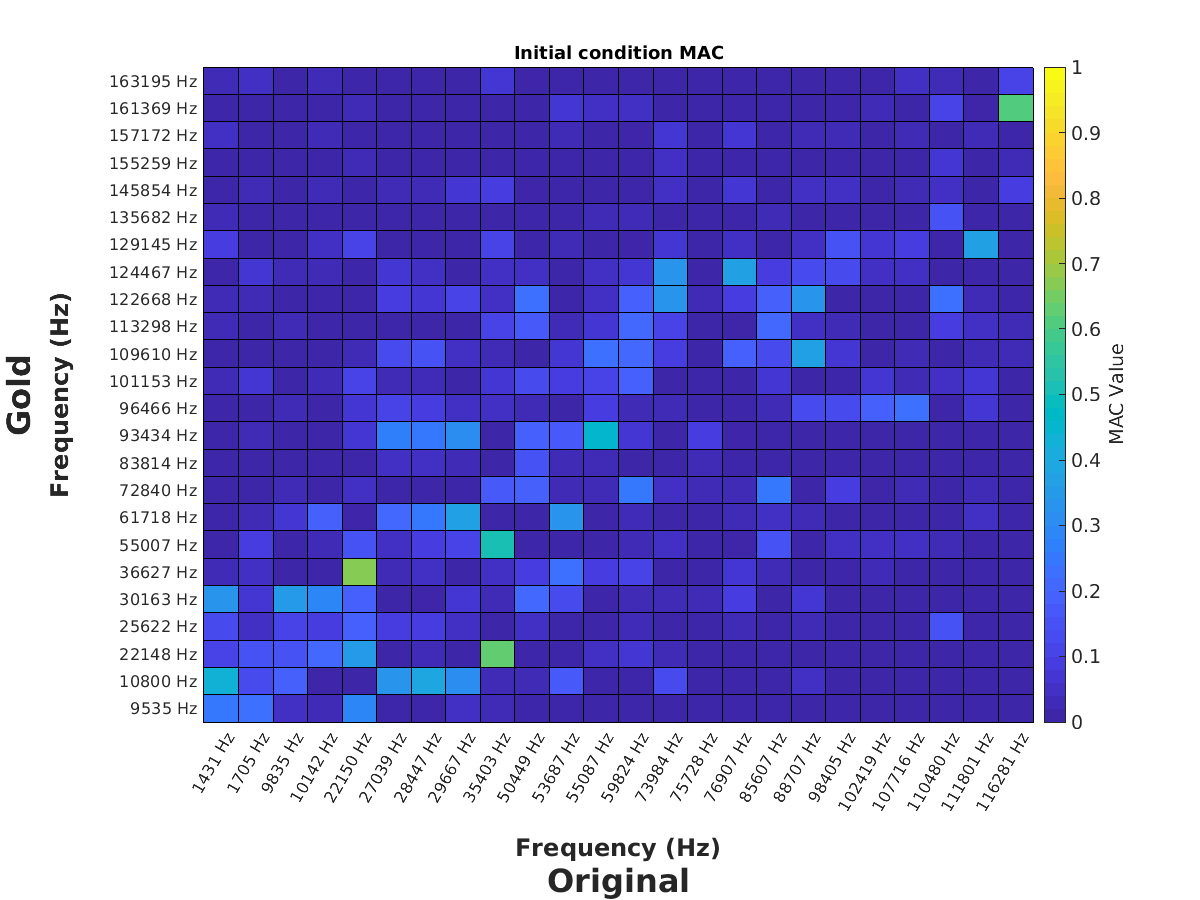 Initial condition MAC
163195 Hz
161369 Hz
157172 Hz
155259 Hz
145854 Hz
135682 Hz
129145 Hz
124467 Hz
122668 Hz
113298 Hz
109610 Hz
101153 Hz
96466 Hz
93434 Hz
83814 Hz
72840 Hz
61718 Hz
55007 Hz
36627 Hz
30163 Hz
25622 Hz
22148 Hz
10800 Hz
9535 Hz
Gold
Frequency (Hz)
1
0.9
0.8
0.7
0.6
0.5
0.4
0.3
0.2
0.1
0
MAC Value
1431 Hz
1705 Hz
9835 Hz
10142 Hz
22150 Hz
27039 Hz
28447 Hz
29667 Hz
35403 Hz
50449 Hz
53687 Hz
55087 Hz
59824 Hz
73984 Hz
75728 Hz
76907 Hz
85607 Hz
88707 Hz
98405 Hz
102419 Hz
107716 Hz
110480 Hz
111801 Hz
116281 Hz
Frequency (Hz)
Original